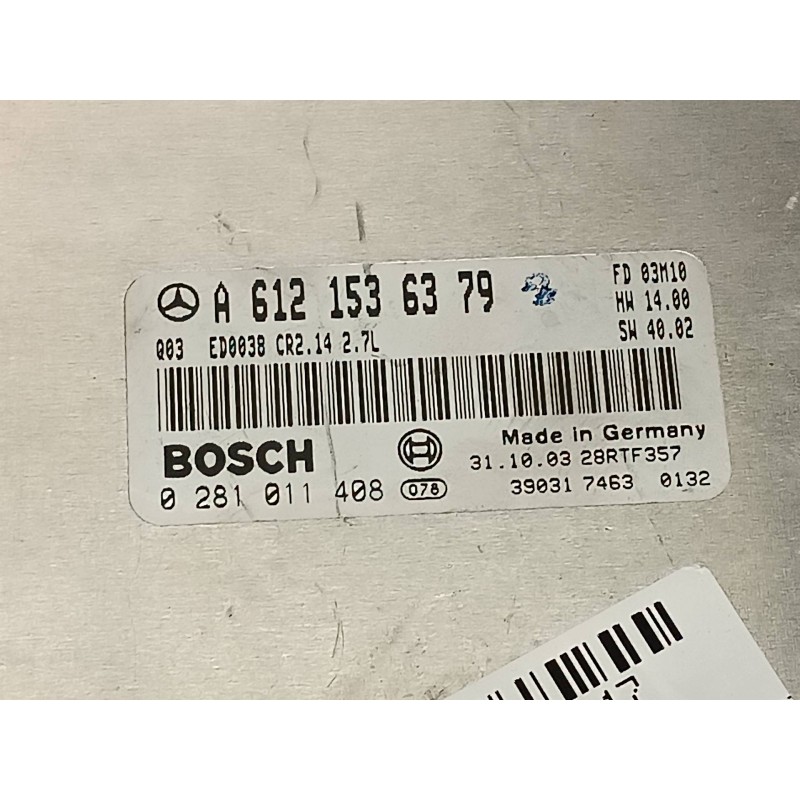 A 612 153 63 79
FD 03M10
HW 14.00
SW 40.02
Q03 ED0038 CR2.14 2.7L
BOSCH
Made in Germany
31.10.03 28RTF357
0 281 011 408 078
39031 7463 0132
17